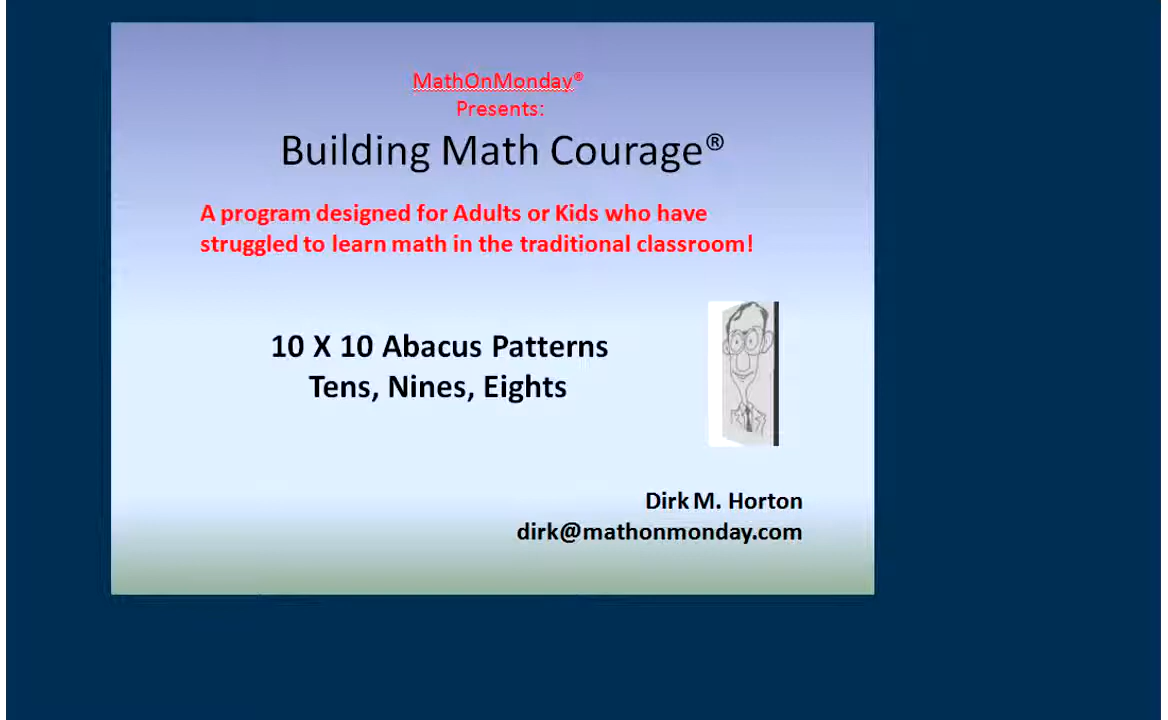 MathOnMonday®
Presents:
Building Math Courage®
A program designed for Adults or Kids who have
struggled to learn math in the traditional classroom!
10 X 10 Abacus Patterns
Tens, Nines, Eights
Dirk M. Horton
dirk@mathonmonday.com